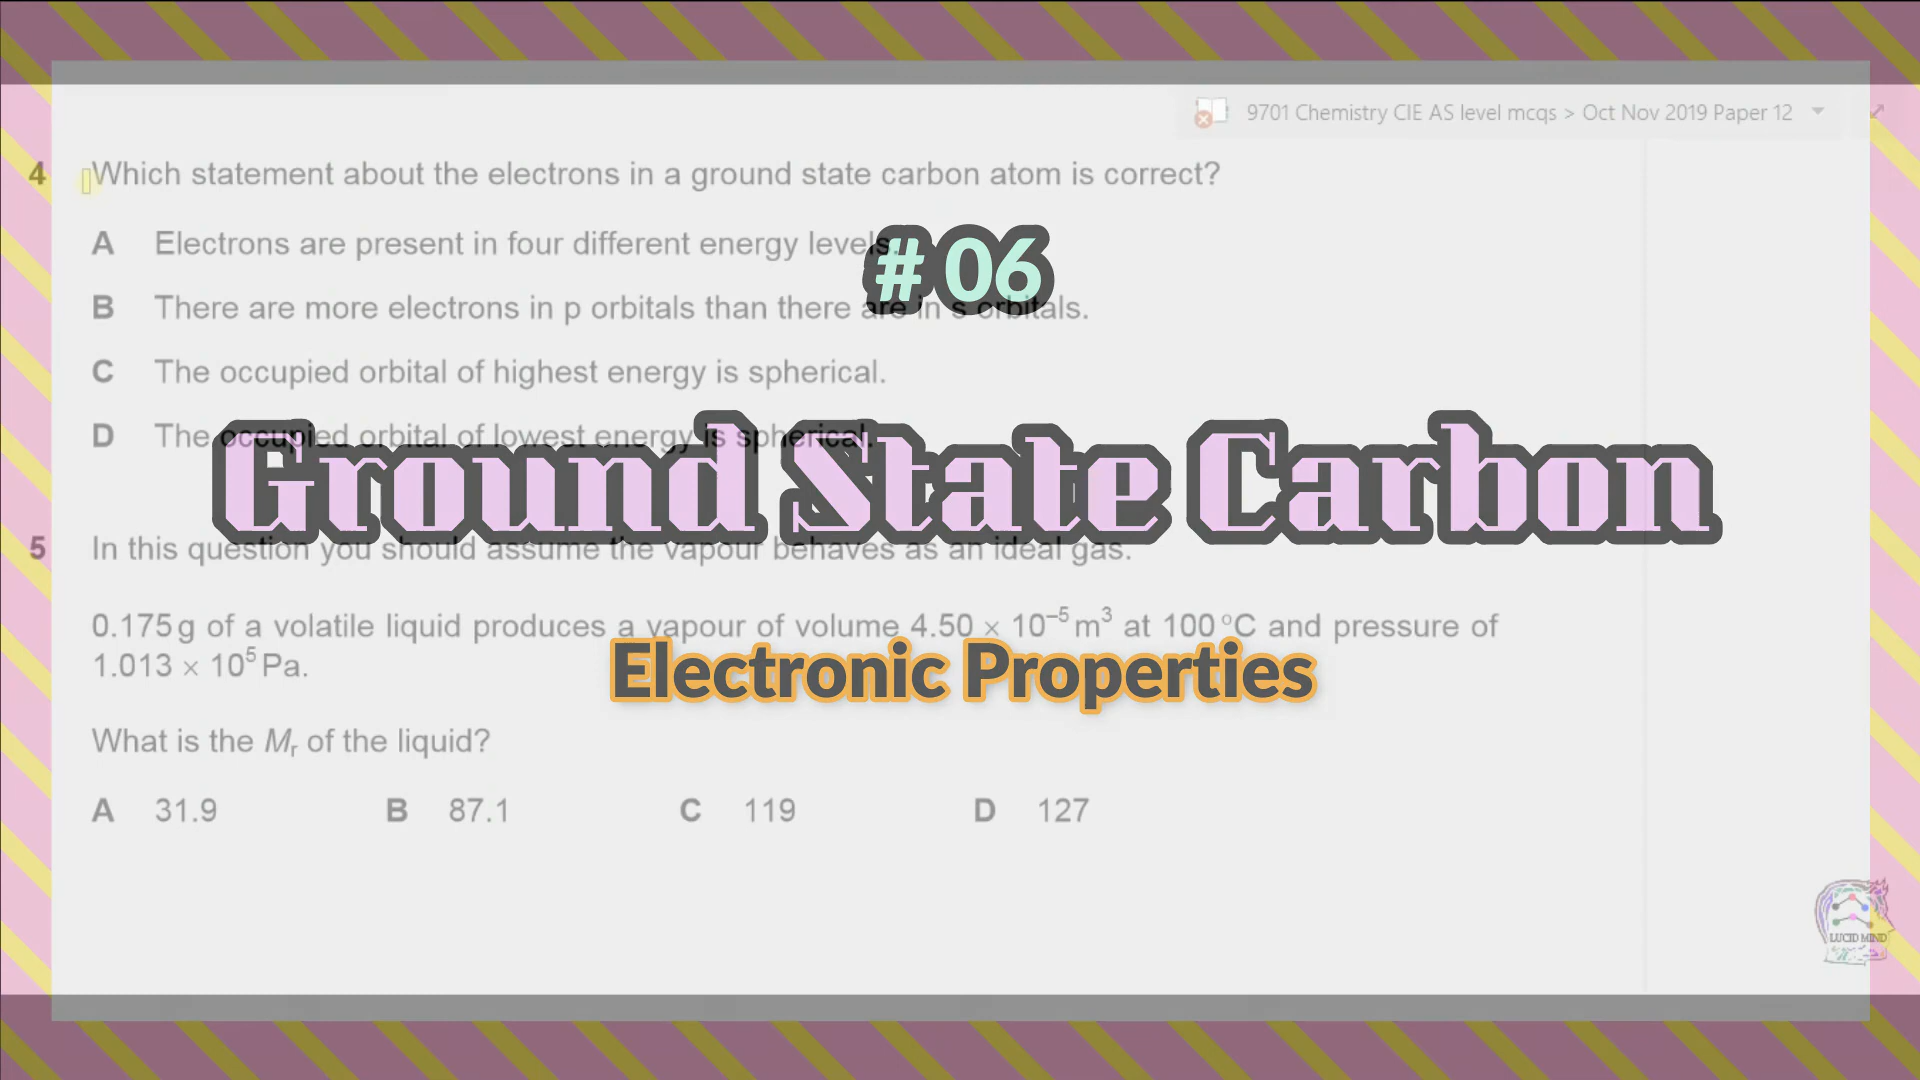 9701 Chemistry CIE AS level mcqs > Oct Nov 2019 Paper 12
4 Which statement about the electrons in a ground state carbon atom is correct?
A Electrons are present in four different energy levels.
# 06
B There are more electrons in p orbitals than there are in s orbitals.
C The occupied orbital of highest energy is spherical.
D The occupied orbital of lowest energy is spherical.
Ground State Carbon
5 In this question you should assume the vapour behaves as an ideal gas.
0.175 g of a volatile liquid produces a vapour of volume 4.50 × 10⁻⁵ m³ at 100 °C and pressure of
1.013 × 10⁵ Pa.
Electronic Properties
What is the Mᵣ of the liquid?
A 31.9 B 87.1 C 119 D 127
LUCID MIND